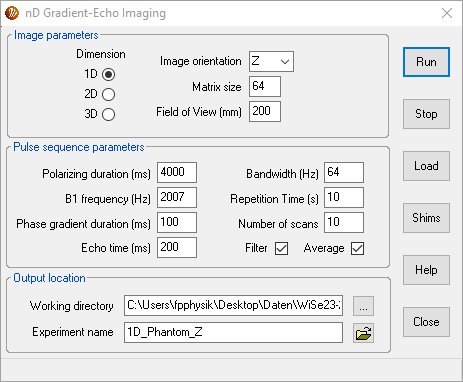 nD Gradient-Echo Imaging
Image parameters
Dimension
1D
2D
3D
Image orientation Z
Matrix size 64
Field of View (mm) 200
Run
Stop
Load
Shims
Help
Close
Pulse sequence parameters
Polarizing duration (ms) 4000 Bandwidth (Hz) 64
B1 frequency (Hz) 2007 Repetition Time (s) 10
Phase gradient duration (ms) 100 Number of scans 10
Echo time (ms) 200 Filter Average
Output location
Working directory C:\Users\fpphysik\Desktop\Daten\WiSe23- ...
Experiment name 1D_Phantom_Z